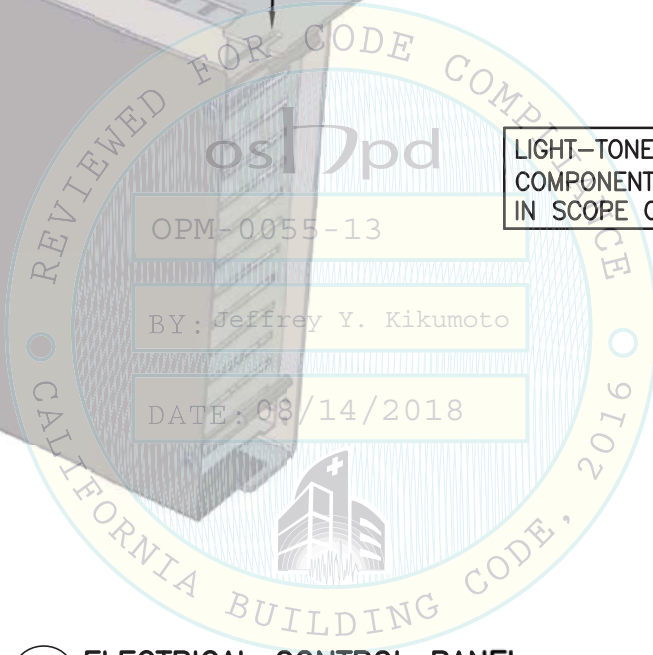 REVIEWED FOR CODE COMPLIANCE
oshpd
LIGHT-TONE
COMPONENT
IN SCOPE
OPM-0055-13
BY: Jeffrey Y. Kikumoto
DATE: 08/14/2018
CALIFORNIA BUILDING CODE, 2016
ELECTRICAL CONTROL PANEL